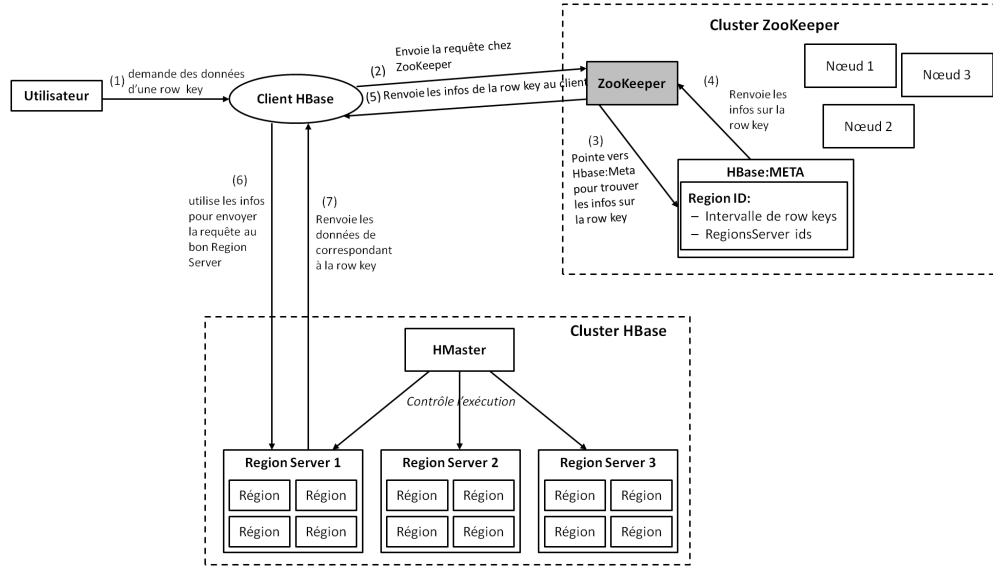 Cluster ZooKeeper
Nœud 1
Nœud 3
Nœud 2
Utilisateur
(1) demande des données
d'une row key
Client HBase
(2)
Envoie la requête chez
ZooKeeper
(5) Renvoie les infos de la row key au client
ZooKeeper
(4)
Renvoie les
infos sur la
row key
(3)
Pointe vers
Hbase:Meta
pour trouver
les infos sur
la row key
HBase:META
Region ID:
– Intervalle de row keys
– RegionsServer ids
(6)
utilise les infos
pour envoyer
la requête au
bon Region
Server
(7)
Renvoie les
données de
correspondant
à la row key
Cluster HBase
HMaster
Contrôle l'exécution
Region Server 1
Région
Région
Région
Région
Region Server 2
Région
Région
Région
Région
Region Server 3
Région
Région
Région
Région